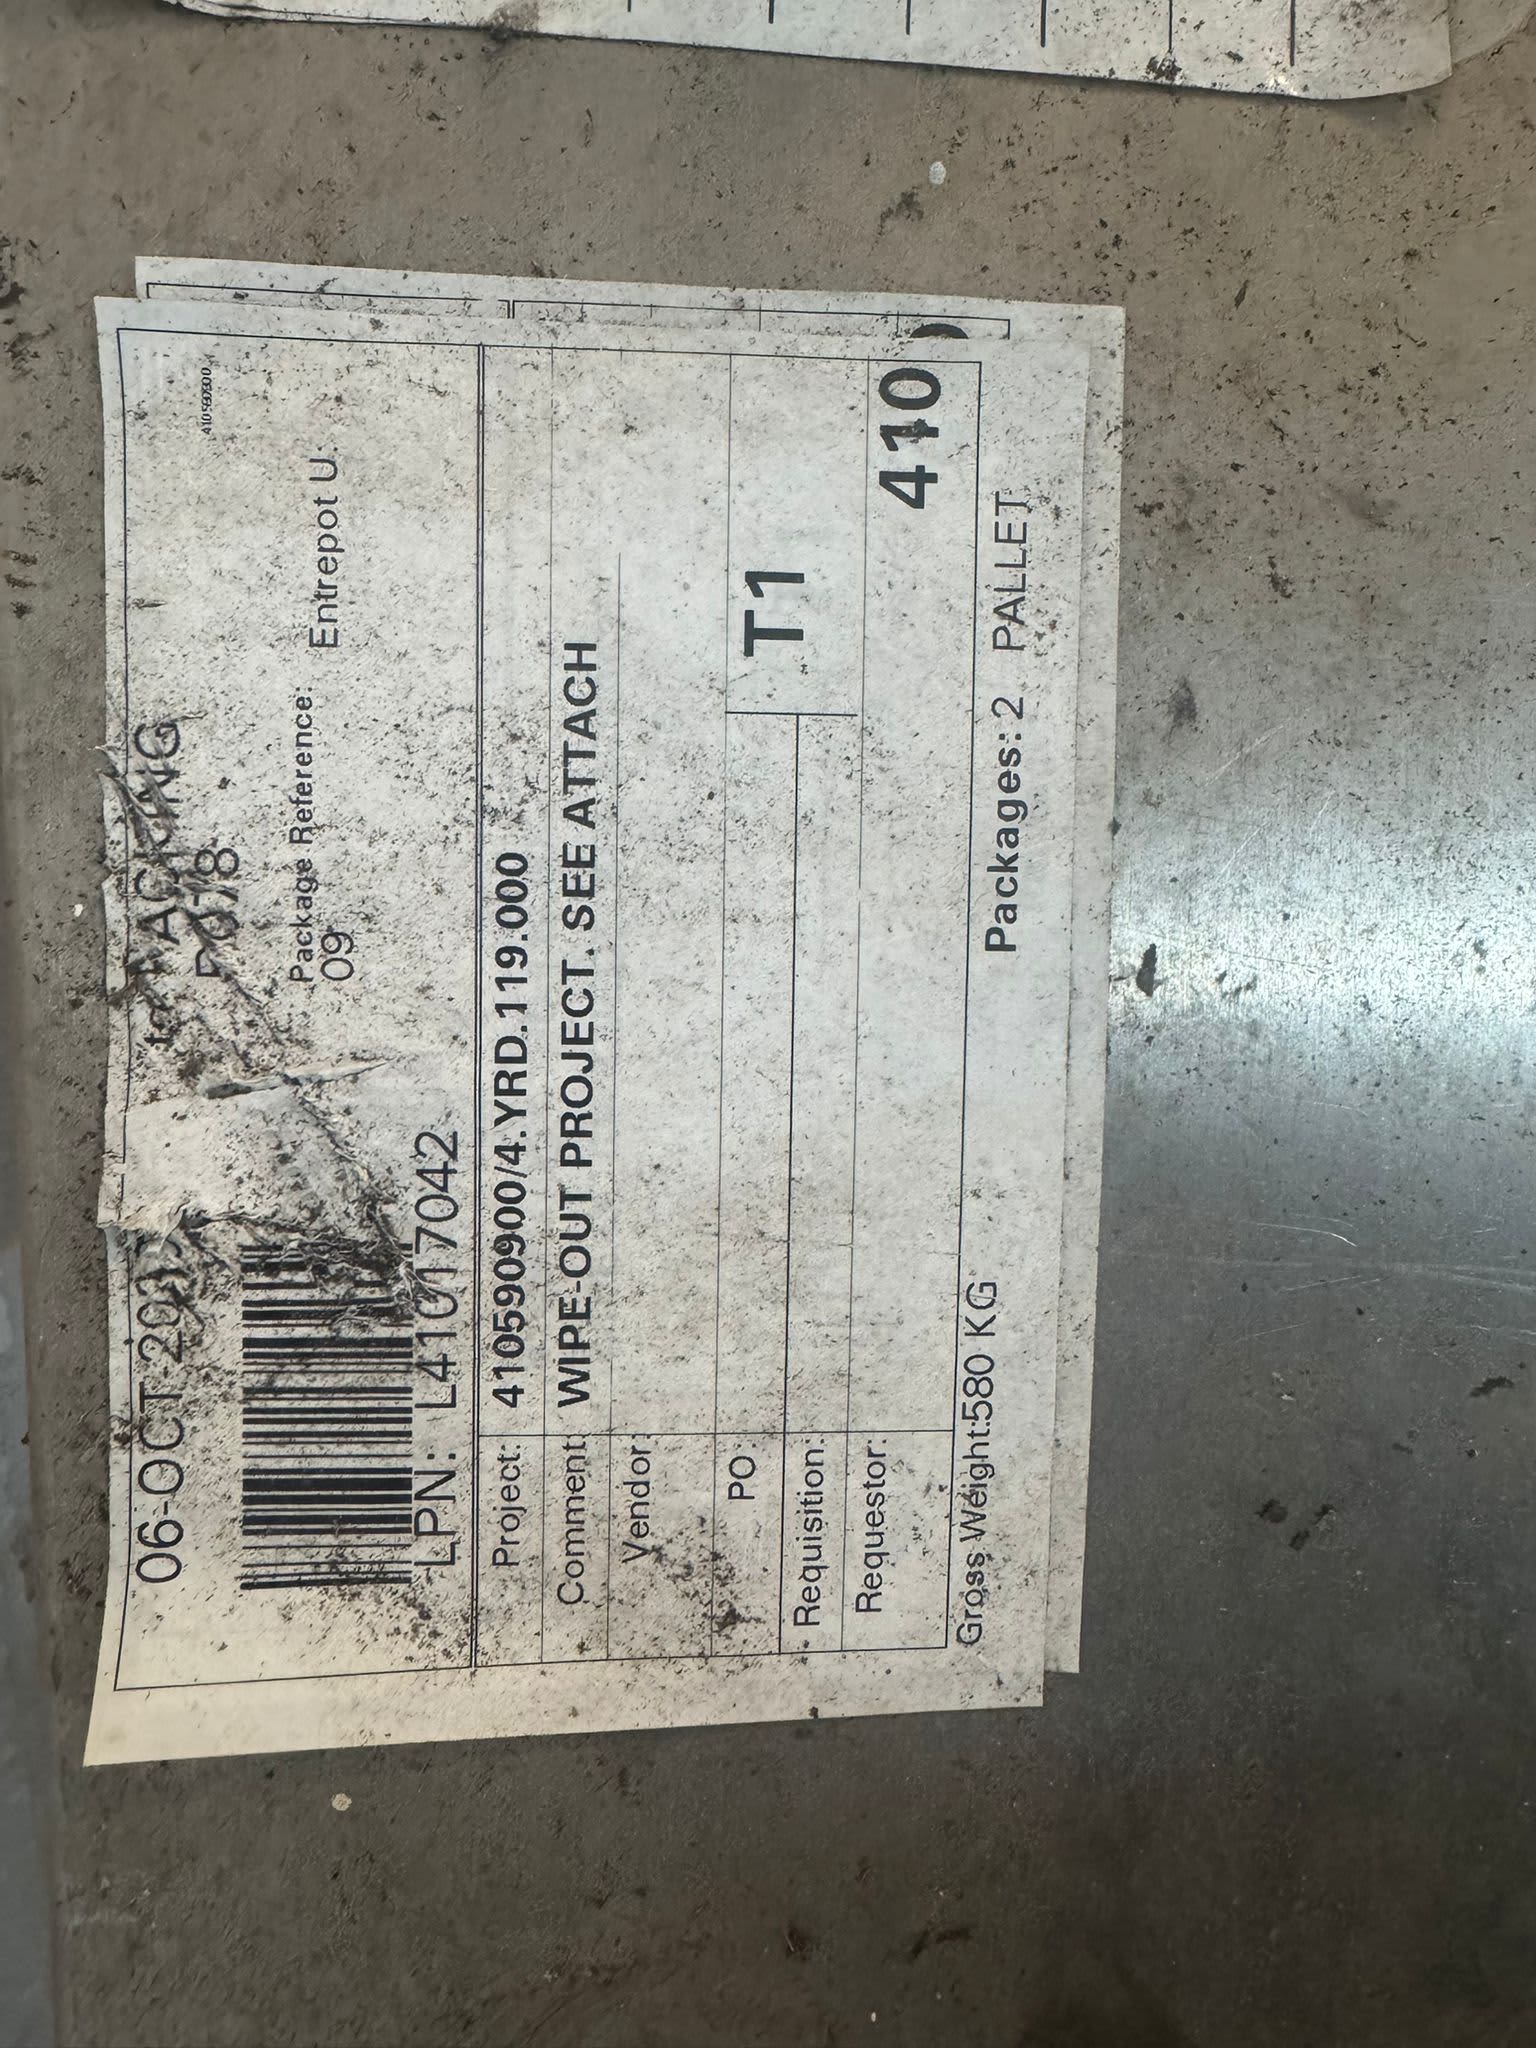 06-OCT
Package Reference:
09 Entrepot U.
LPN: L41017042
Project: 410590900/4.YRD.119.000
Comment: WIPE-OUT PROJECT. SEE ATTACH
Vendor:
PO: T1
Requisition:
Requestor: 410
Gross Weight:580 KG Packages: 2 PALLET